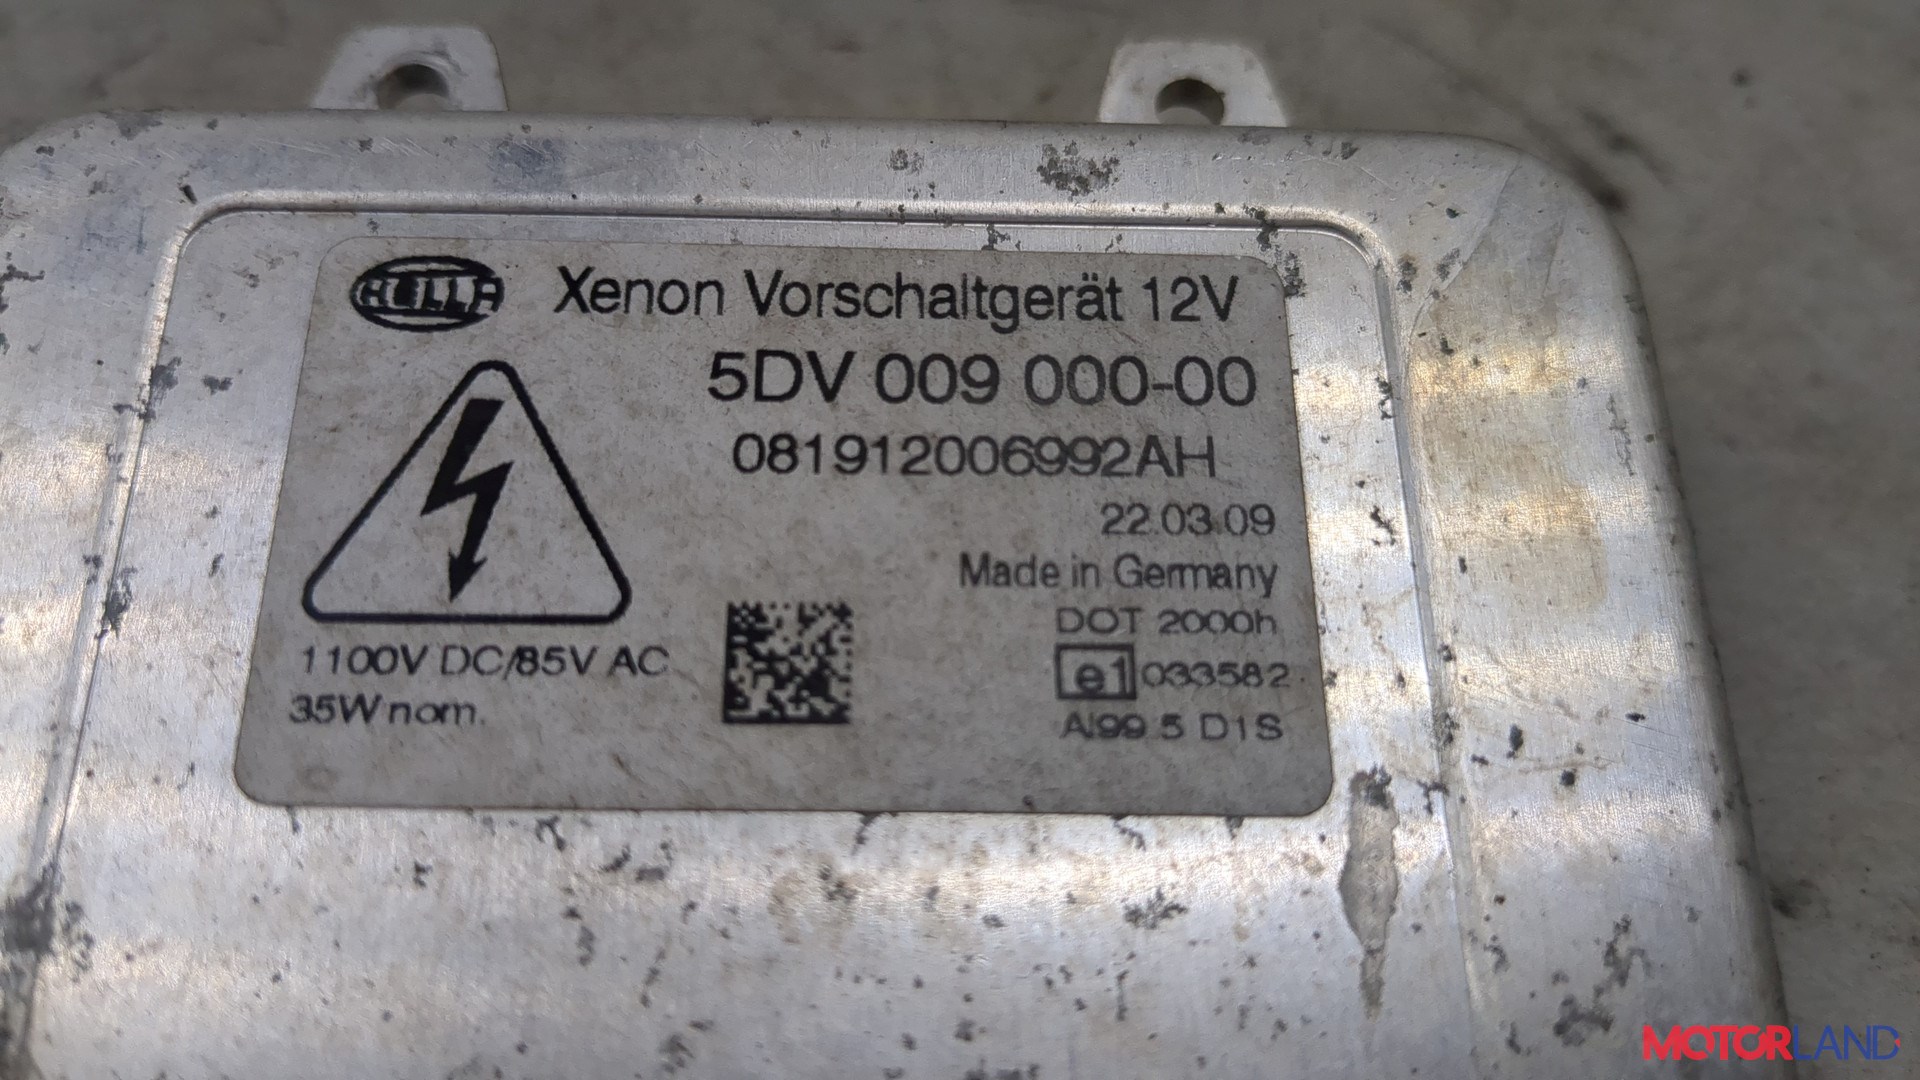 HELLA Xenon Vorschaltgerät 12V
5DV 009 000-00
081912006992AH
22.03.09
Made in Germany
DOT 2000h
1100V DC/85V AC
e1 033582
35W nom.
Al99.5 D1S
MOTORLAND